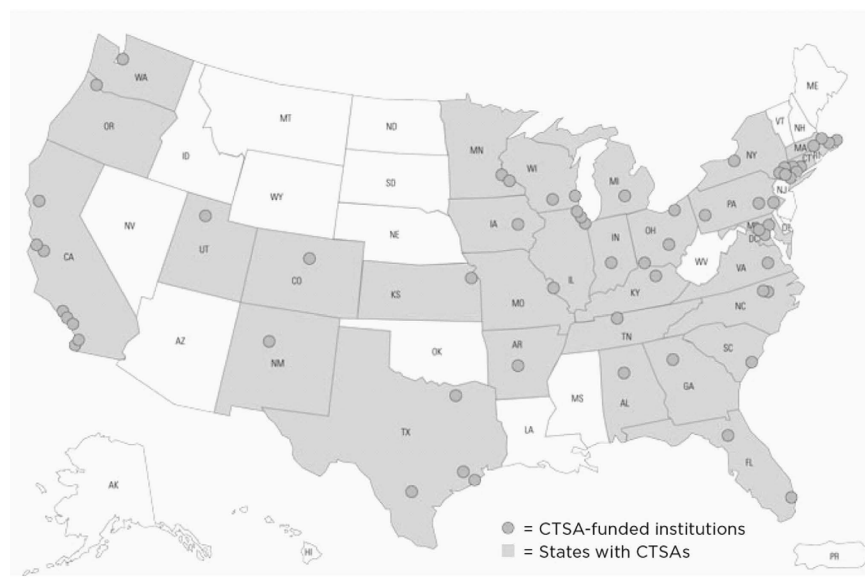 WA
OR
MT
ND
ID
WY
SD
MN
WI
MI
NY
VT
NH
ME
MA
CT
RI
NV
UT
CO
NE
IA
IL
IN
OH
PA
NJ
DE
DC
WV
VA
CA
KS
MO
KY
NC
AZ
NM
OK
AR
TN
SC
TX
LA
MS
AL
GA
FL
AK
HI
PR
= CTSA-funded institutions
= States with CTSAs